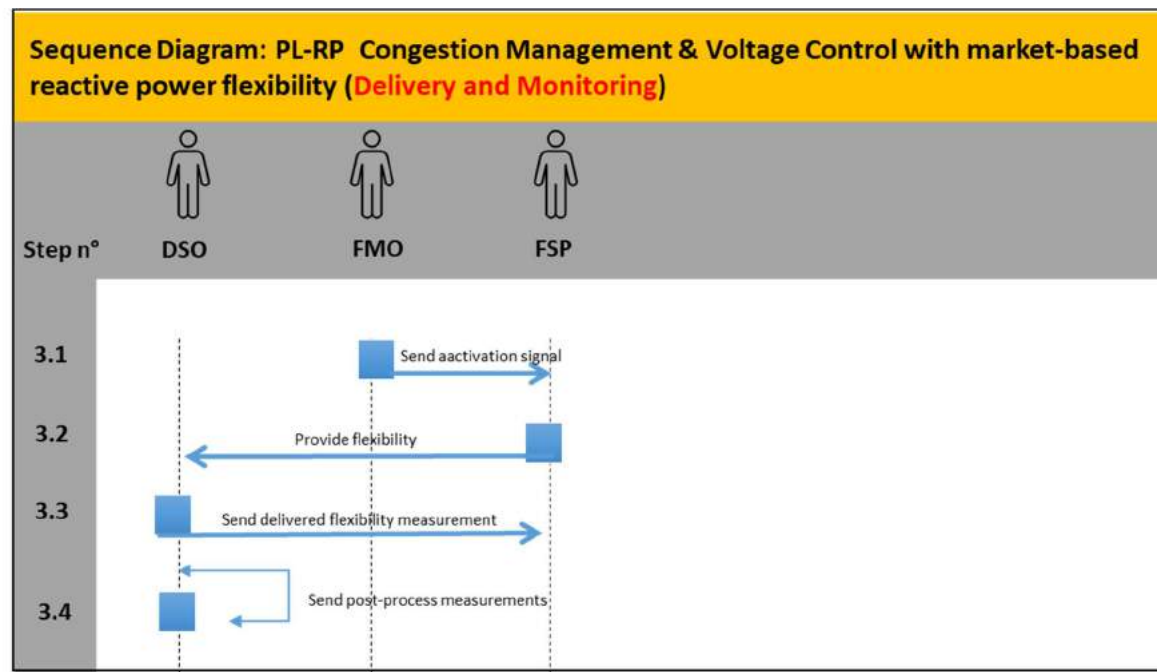 Sequence Diagram: PL-RP Congestion Management & Voltage Control with market-based
reactive power flexibility (Delivery and Monitoring)
Step n° DSO FMO FSP
3.1 Send aactivation signal
3.2 Provide flexibility
3.3 Send delivered flexibility measurement
3.4 Send post-process measurements